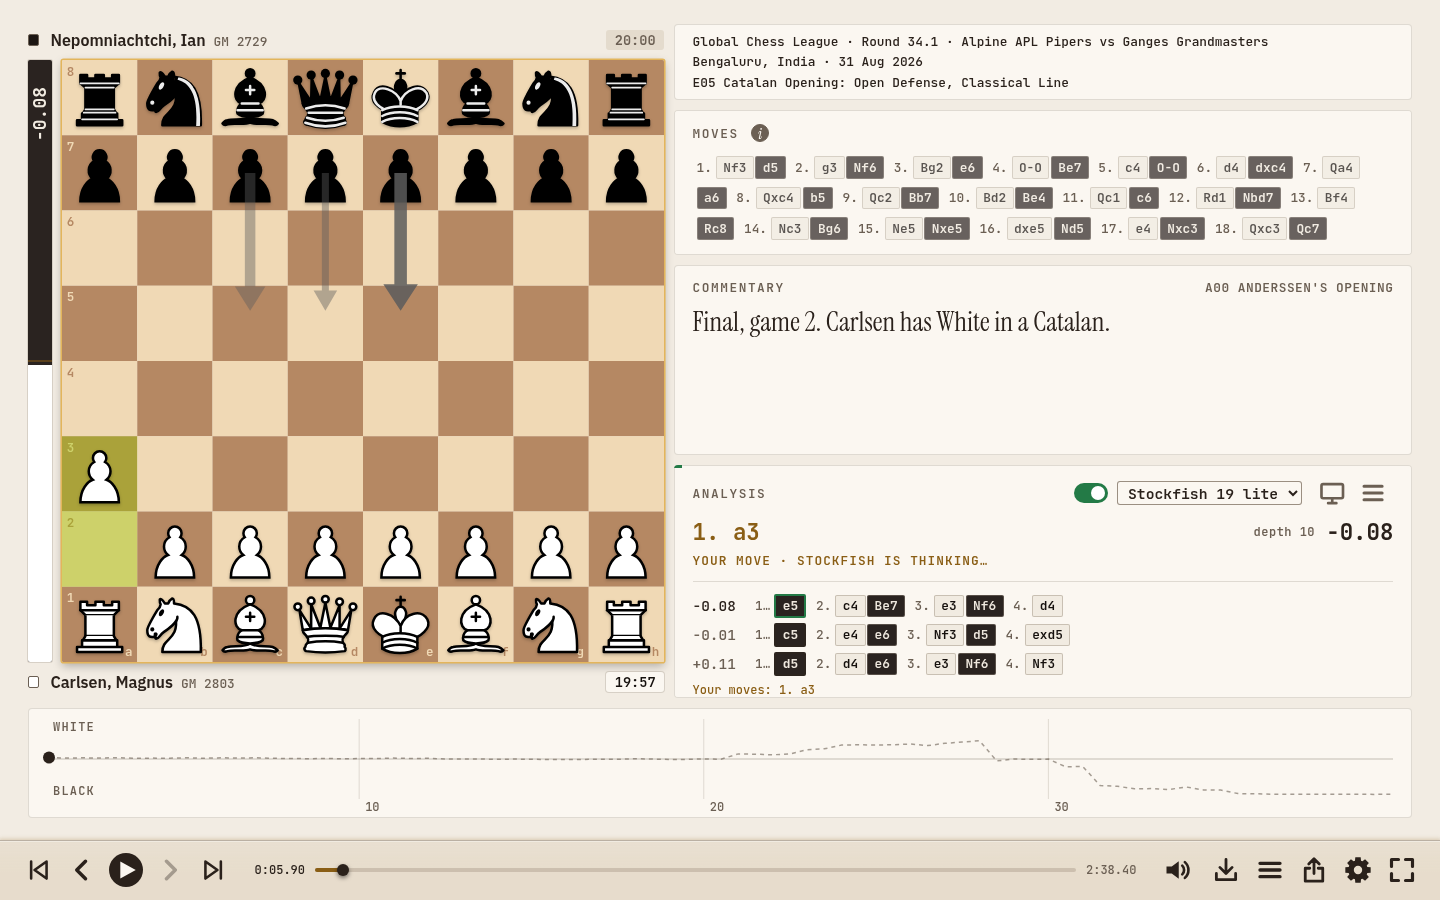 Nepomniachtchi, Ian GM 2729
20:00
-0.08
8
7
6
5
4
3
2
1
a b c d e f g h
Carlsen, Magnus GM 2803
19:57
Global Chess League · Round 34.1 · Alpine APL Pipers vs Ganges Grandmasters
Bengaluru, India · 31 Aug 2026
E05 Catalan Opening: Open Defense, Classical Line
MOVES i
1. Nf3 d5 2. g3 Nf6 3. Bg2 e6 4. O-O Be7 5. c4 O-O 6. d4 dxc4 7. Qa4
a6 8. Qxc4 b5 9. Qc2 Bb7 10. Bd2 Be4 11. Qc1 c6 12. Rd1 Nbd7 13. Bf4
Rc8 14. Nc3 Bg6 15. Ne5 Nxe5 16. dxe5 Nd5 17. e4 Nxc3 18. Qxc3 Qc7
COMMENTARY
A00 ANDERSSEN'S OPENING
Final, game 2. Carlsen has White in a Catalan.
ANALYSIS
Stockfish 19 lite
1. a3
depth 10 -0.08
YOUR MOVE · STOCKFISH IS THINKING…
-0.08 1… e5 2. c4 Be7 3. e3 Nf6 4. d4
-0.01 1… c5 2. e4 e6 3. Nf3 d5 4. exd5
+0.11 1… d5 2. d4 e6 3. e3 Nf6 4. Nf3
Your moves: 1. a3
WHITE
BLACK
10
20
30
0:05.90
2:38.40